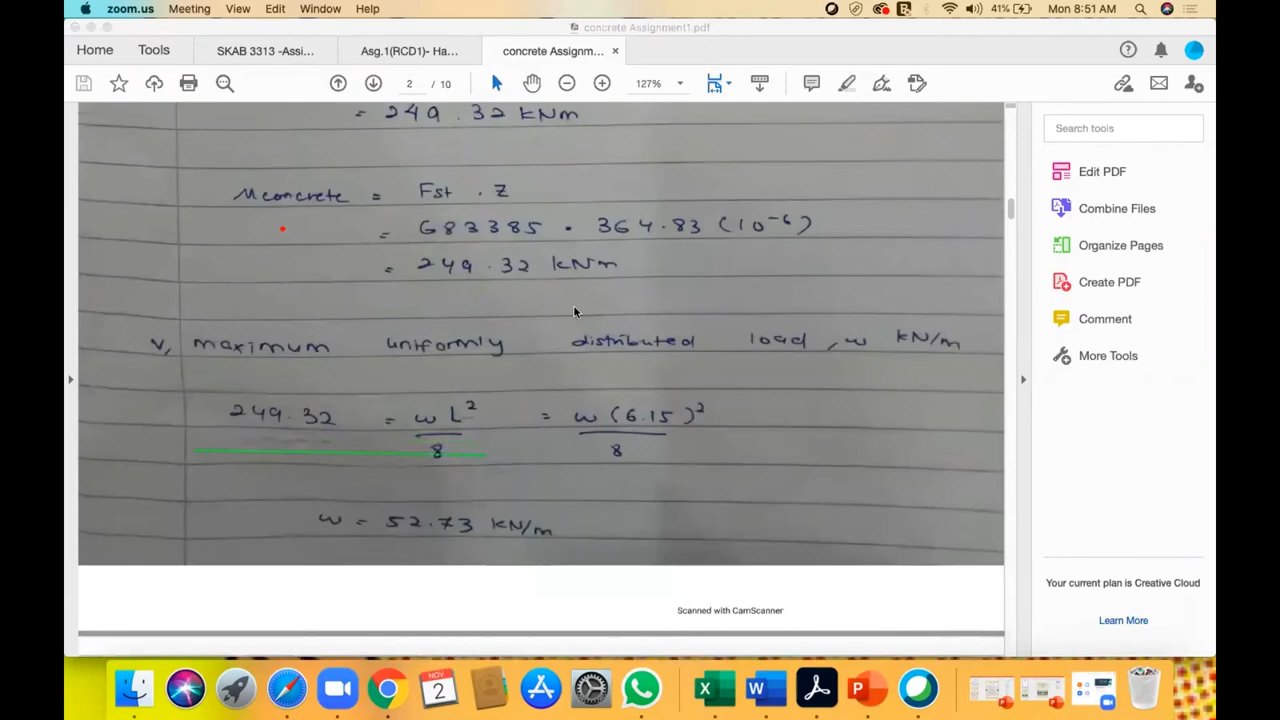 zoom.us Meeting View Edit Window Help 41% Mon 8:51 AM
concrete Assignment1.pdf
Home Tools SKAB 3313 -Assi... Asg.1(RCD1)- Ha... concrete Assignm... ×
2 / 10 127%
= 249.32 kNm
Mconcrete = Fst . Z
= 683385 . 364.83 (10⁻⁶)
= 249.32 kNm
v, maximum uniformly distributed load, w kN/m
249.32 = wL²/8 = w(6.15)²/8
w = 52.73 kN/m
Scanned with CamScanner
Search tools
Edit PDF
Combine Files
Organize Pages
Create PDF
Comment
More Tools
Your current plan is Creative Cloud
Learn More
NOV
2